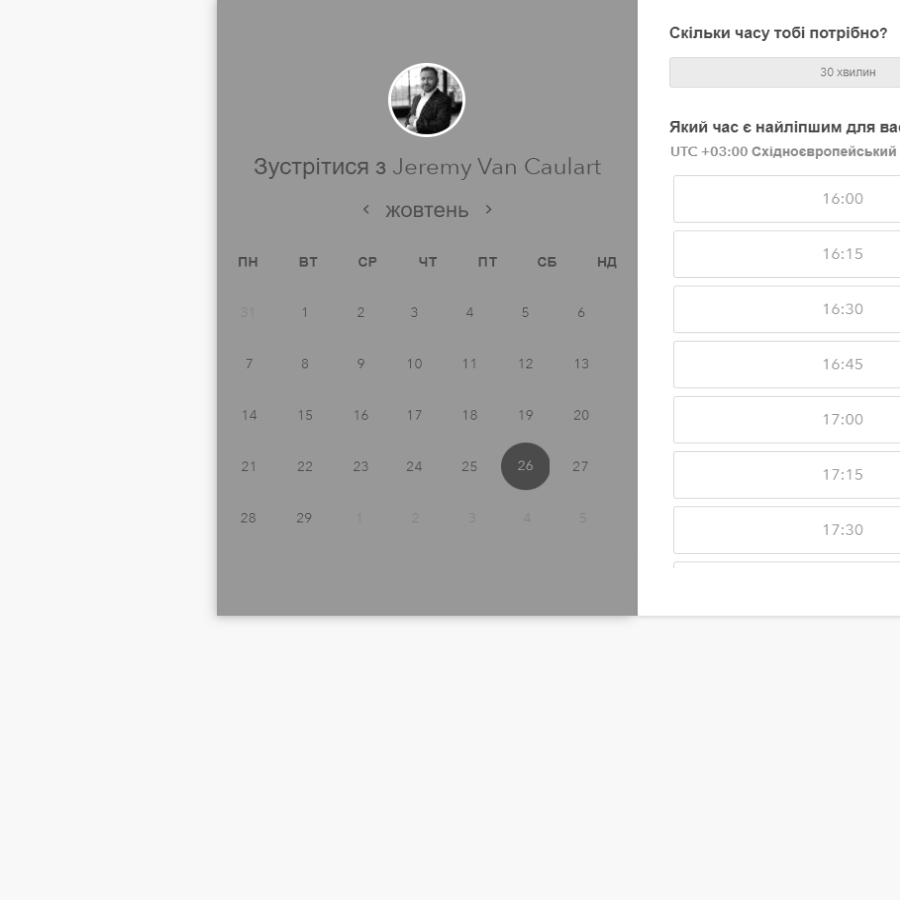 Зустрітися з Jeremy Van Caulart
жовтень
ПН ВТ СР ЧТ ПТ СБ НД
31 1 2 3 4 5 6
7 8 9 10 11 12 13
14 15 16 17 18 19 20
21 22 23 24 25 26 27
28 29 1 2 3 4 5
Скільки часу тобі потрібно?
30 хвилин
Який час є найліпшим для вас
UTC +03:00 Східноєвропейський
16:00
16:15
16:30
16:45
17:00
17:15
17:30